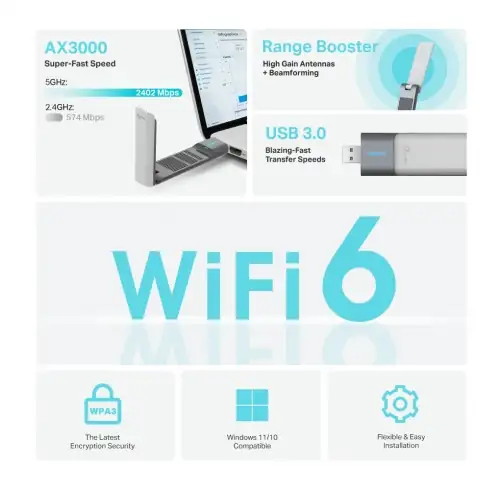 AX3000
Super-Fast Speed
5GHz:
2402 Mbps
2.4GHz:
574 Mbps
Range Booster
High Gain Antennas
+ Beamforming
USB 3.0
Blazing-Fast
Transfer Speeds
WiFi 6
WPA3
The Latest
Encryption Security
Windows 11/10
Compatible
Flexible & Easy
Installation